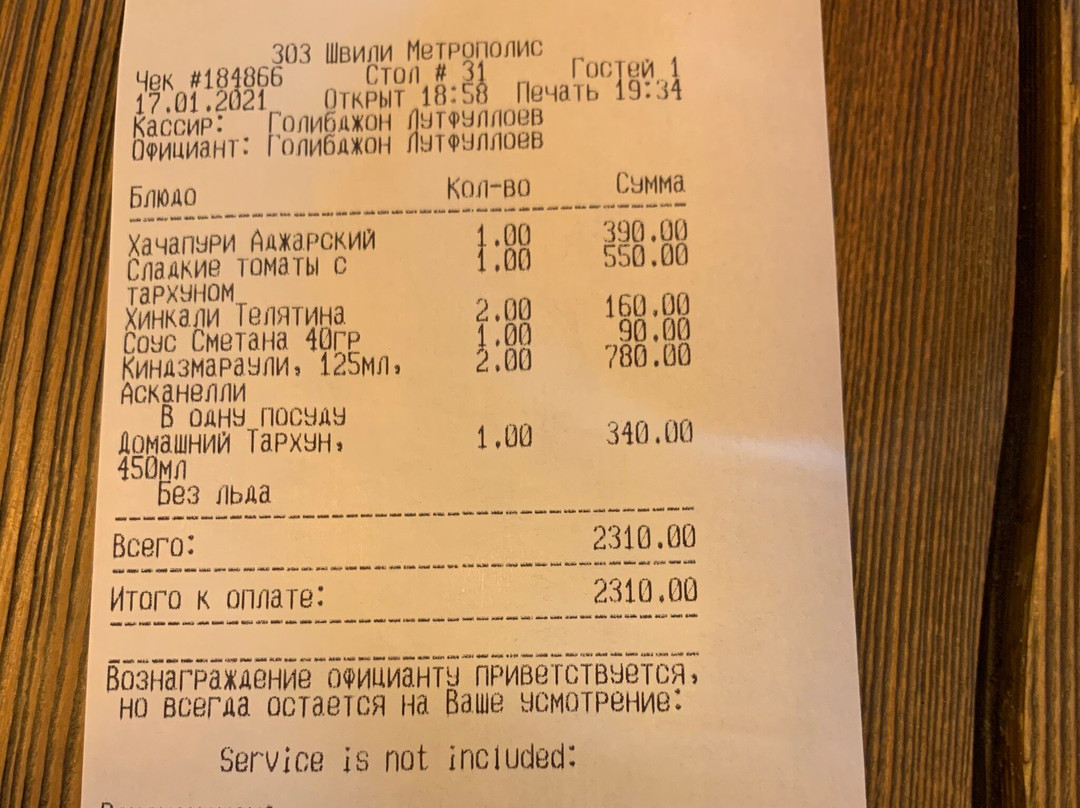 303 Швили Метрополис
Чек #184866 Стол # 31 Гостей 1
17.01.2021 Открыт 18:58 Печать 19:34
Кассир: Голибджон Лутфуллоев
Официант: Голибджон Лутфуллоев
Блюдо Кол-во Сумма
Хачапури Аджарский 1.00 390.00
Сладкие томаты с 1.00 550.00
тархуном
Хинкали Телятина 2.00 160.00
Соус Сметана 40гр 1.00 90.00
Киндзмараули, 125мл, 2.00 780.00
Асканелли
В одну посуду
Домашний Тархун, 1.00 340.00
450мл
Без льда
Всего: 2310.00
Итого к оплате: 2310.00
Вознаграждение официанту приветствуется,
но всегда остается на Ваше усмотрение:
Service is not included: